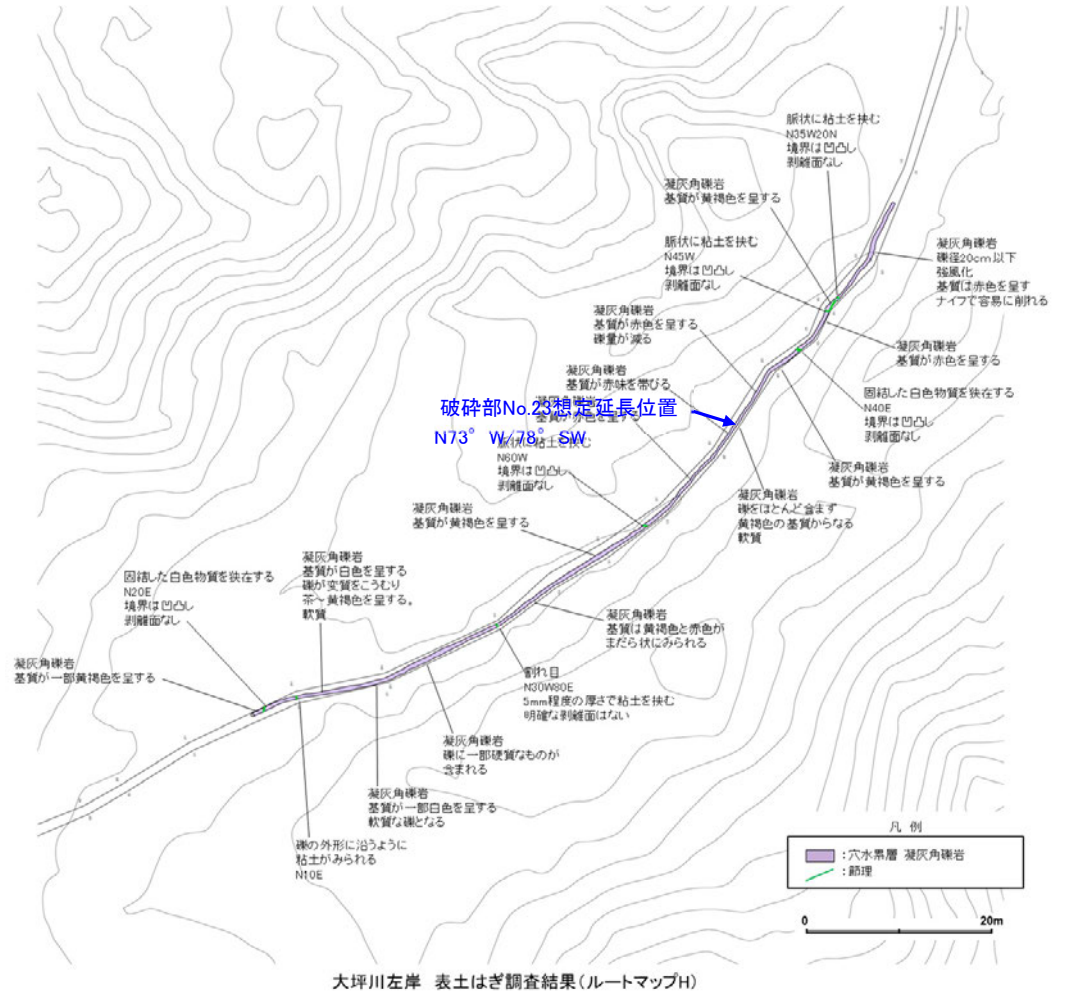 脈状に粘土を挟む
N35W20N
境界は凹凸し
剥離面なし
凝灰角礫岩
基質が黄褐色を呈する
脈状に粘土を挟む
N45W
境界は凹凸し
剥離面なし
凝灰角礫岩
礫径20cm以下
強風化
基質は赤色を呈す
ナイフで容易に削れる
凝灰角礫岩
基質が赤色を呈する
礫量が減る
凝灰角礫岩
基質が赤色を呈する
凝灰角礫岩
基質が赤味を帯びる
固結した白色物質を狭在する
N40E
境界は凹凸し
剥離面なし
破砕部No.23想定延長位置
N73° W/78° SW
凝灰角礫岩
基質が赤色を呈する
脈状に粘土を挟む
N60W
境界は凹凸し
剥離面なし
凝灰角礫岩
基質が黄褐色を呈する
凝灰角礫岩
礫をほとんど含まず
黄褐色の基質からなる
軟質
凝灰角礫岩
基質が黄褐色を呈する
凝灰角礫岩
基質が白色を呈する
礫が変質をこうむり
茶~黄褐色を呈する。
軟質
固結した白色物質を狭在する
N20E
境界は凹凸し
剥離面なし
凝灰角礫岩
基質は黄褐色と赤色が
まだら状にみられる
凝灰角礫岩
基質が一部黄褐色を呈する
割れ目
N30W80E
5mm程度の厚さで粘土を挟む
明確な剥離面はない
凝灰角礫岩
礫に一部硬質なものが
含まれる
凝灰角礫岩
基質が一部白色を呈する
軟質な礫となる
礫の外形に沿うように
粘土がみられる
N10E
凡 例
:穴水累層 凝灰角礫岩
:節理
0 20m
大坪川左岸 表土はぎ調査結果(ルートマップH)